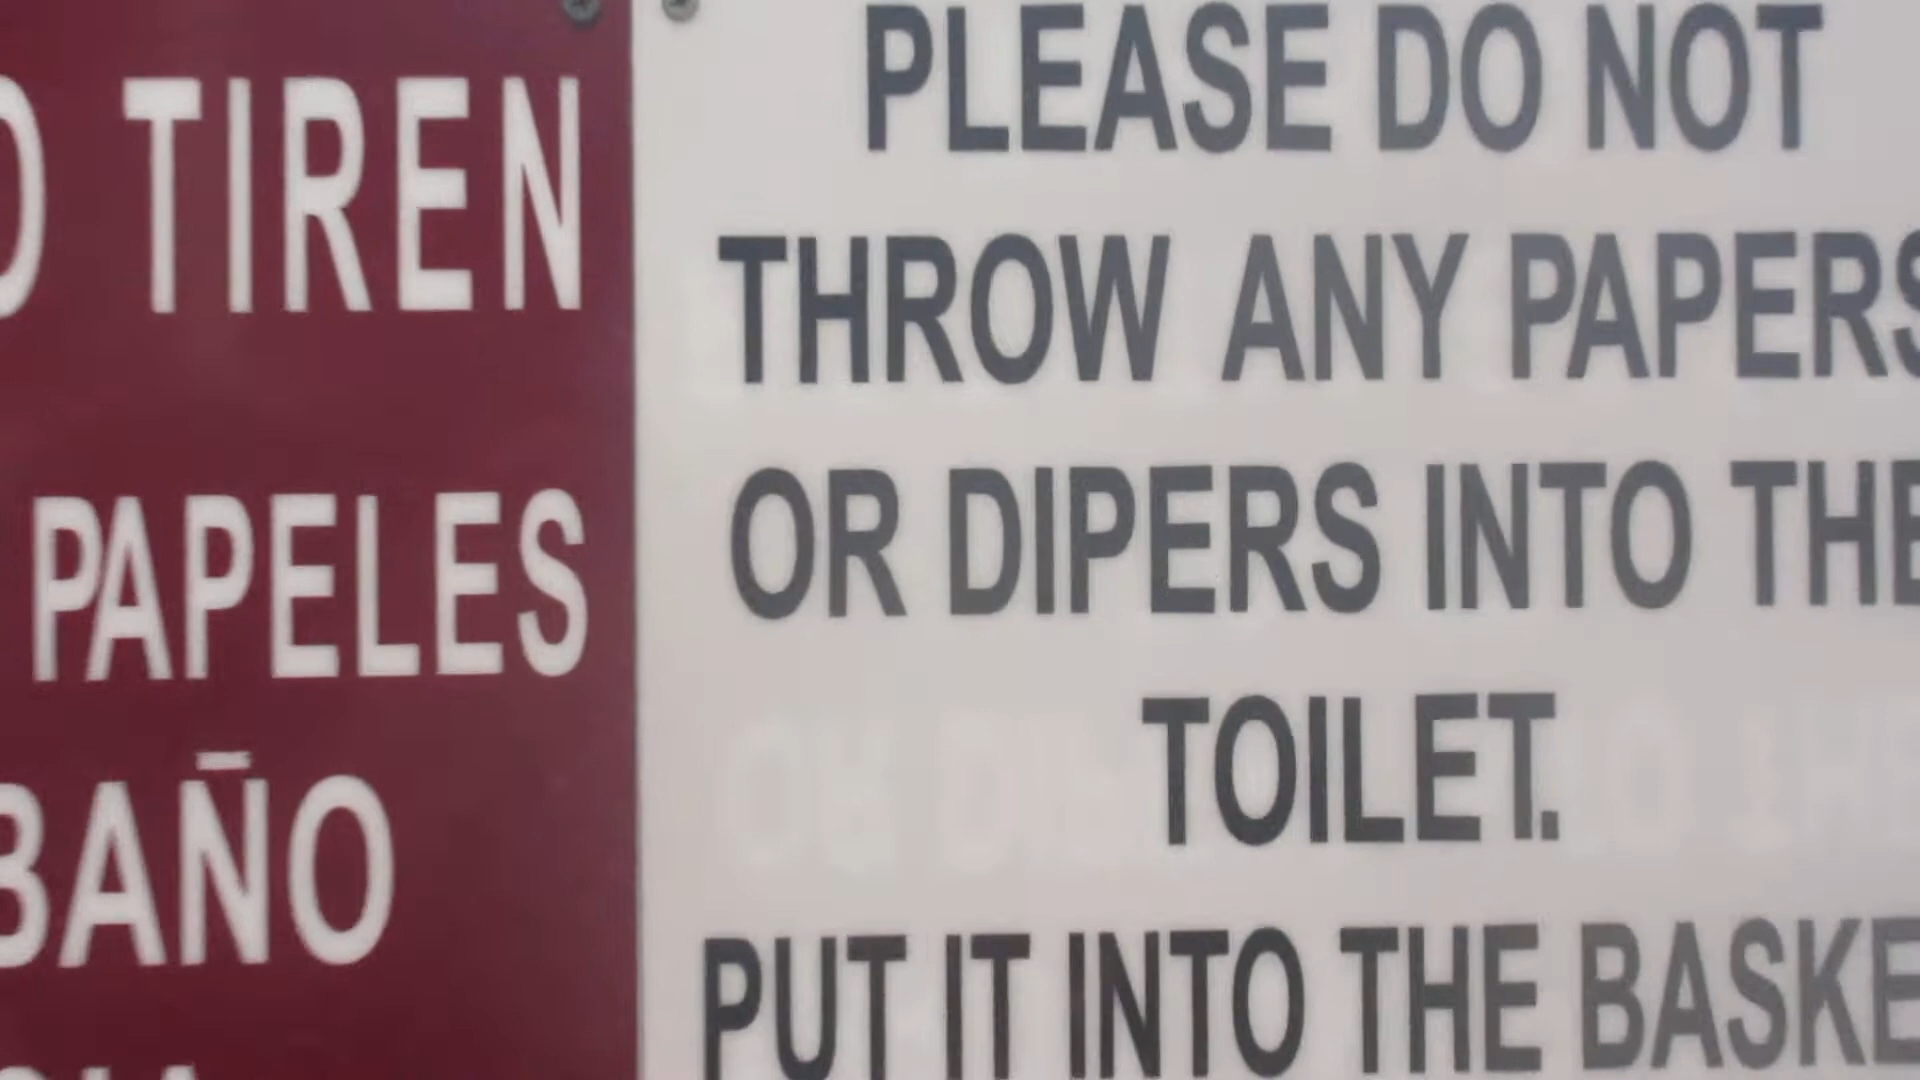 TIREN
PAPELES
BAÑO
PLEASE DO NOT
THROW ANY PAPERS
OR DIPERS INTO THE
TOILET.
PUT IT INTO THE BASKE